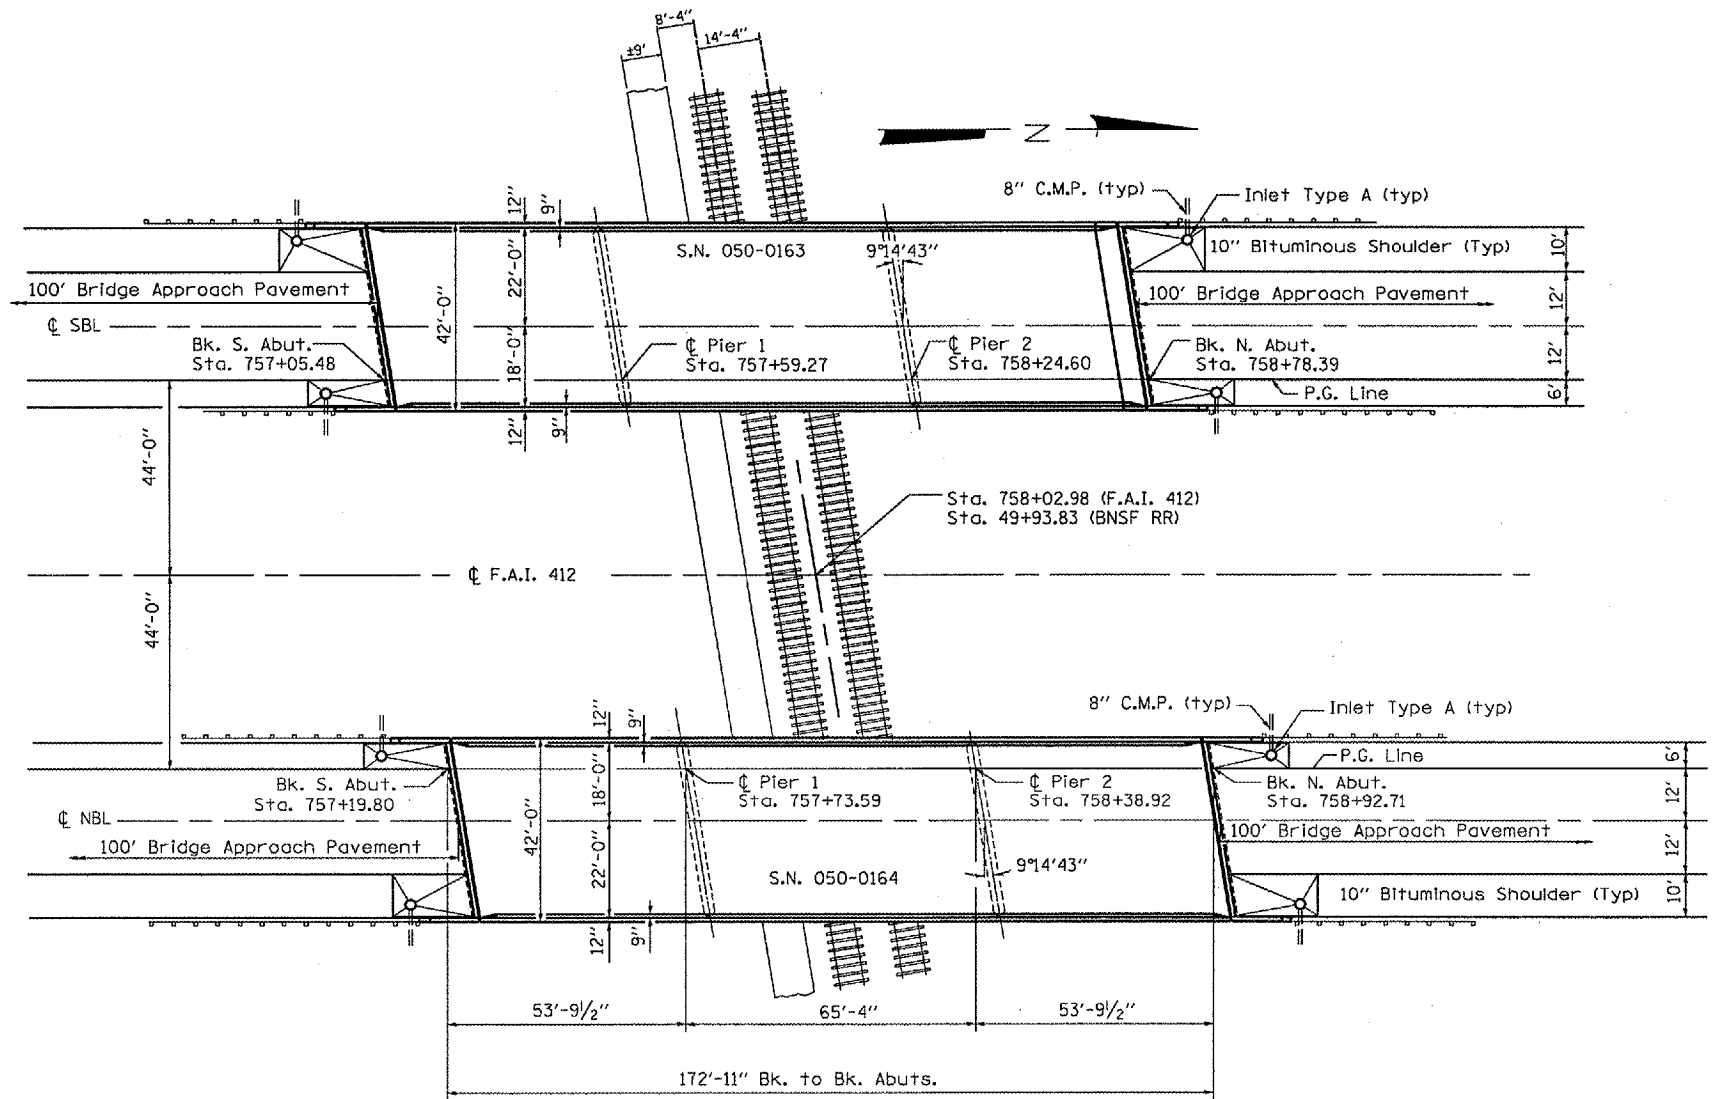 8'-4"
14'-4"
±9'
N
8" C.M.P. (typ)
Inlet Type A (typ)
12"
9"
S.N. 050-0163
9°14'43"
10" Bituminous Shoulder (Typ)
10'
22'-0"
42'-0"
100' Bridge Approach Pavement
100' Bridge Approach Pavement
12'
℄ SBL
Bk. S. Abut.
Sta. 757+05.48
18'-0"
℄ Pier 1
Sta. 757+59.27
℄ Pier 2
Sta. 758+24.60
Bk. N. Abut.
Sta. 758+78.39
12'
P.G. Line
6'
12"
9"
44'-0"
Sta. 758+02.98 (F.A.I. 412)
Sta. 49+93.83 (BNSF RR)
℄ F.A.I. 412
44'-0"
8" C.M.P. (typ)
Inlet Type A (typ)
12"
9"
P.G. Line
6'
Bk. S. Abut.
Sta. 757+19.80
18'-0"
℄ Pier 1
Sta. 757+73.59
℄ Pier 2
Sta. 758+38.92
Bk. N. Abut.
Sta. 758+92.71
12'
℄ NBL
42'-0"
100' Bridge Approach Pavement
100' Bridge Approach Pavement
12'
22'-0"
S.N. 050-0164
9°14'43"
10" Bituminous Shoulder (Typ)
10'
12"
9"
53'-9½"
65'-4"
53'-9½"
172'-11" Bk. to Bk. Abuts.